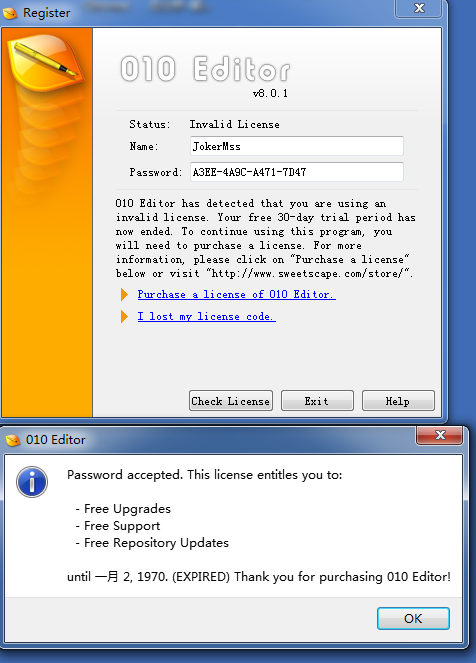 Register
010 Editor
v8.0.1
Status: Invalid License
Name: JokerMss
Password: A3EE-4A9C-A471-7D47
010 Editor has detected that you are using an
invalid license. Your free 30-day trial period has
now ended. To continue using this program, you
will need to purchase a license. For more
information, please click on "Purchase a license"
below or visit "http://www.sweetscape.com/store/".
Purchase a license of 010 Editor.
I lost my license code.
Check License Exit Help
010 Editor
Password accepted. This license entitles you to:
- Free Upgrades
- Free Support
- Free Repository Updates
until 一月 2, 1970. (EXPIRED) Thank you for purchasing 010 Editor!
OK